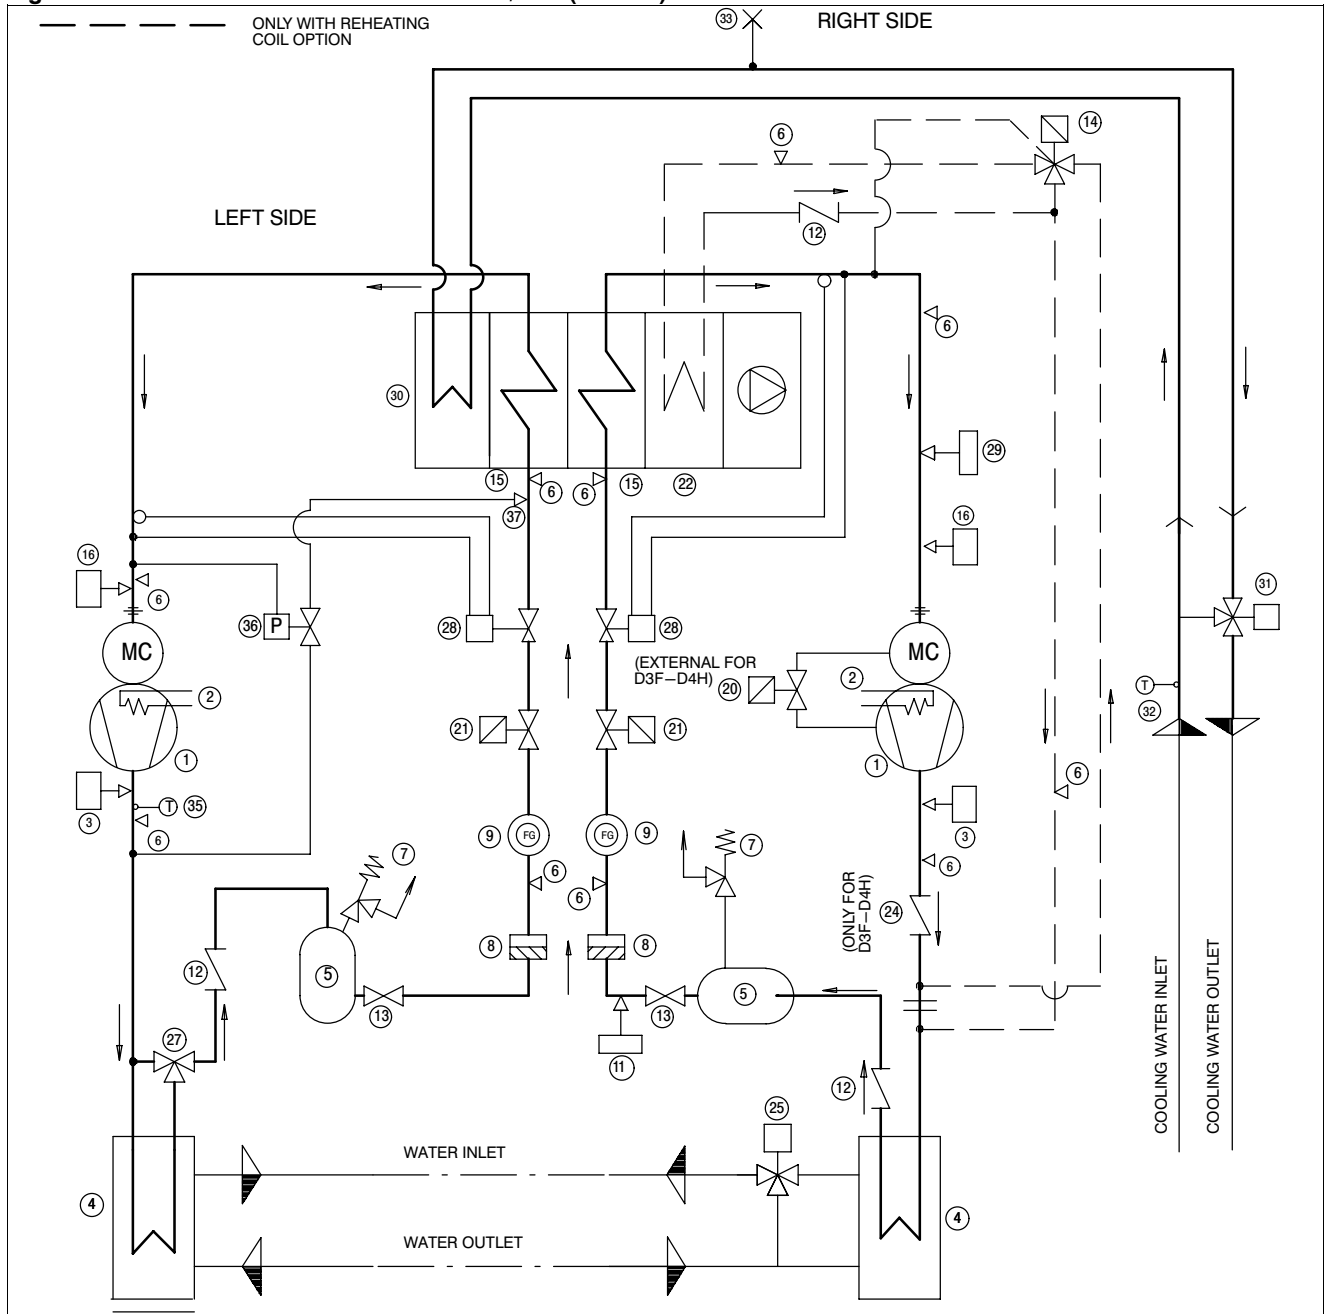 33
RIGHT SIDE
ONLY WITH REHEATING
COIL OPTION
14
6
LEFT SIDE
12
6
30
29
15
6
6
15
22
37
16
16
6
36
P
28
28
31
MC
MC
(EXTERNAL FOR
D3F–D4H)
20
2
2
T
32
21
21
1
1
6
3
T
35
6
9
FG
FG
9
7
7
3
6
6
6
(ONLY FOR
D3F–D4H)
24
8
8
12
5
5
13
13
27
11
12
COOLING WATER INLET
COOLING WATER OUTLET
25
WATER INLET
4
4
WATER OUTLET